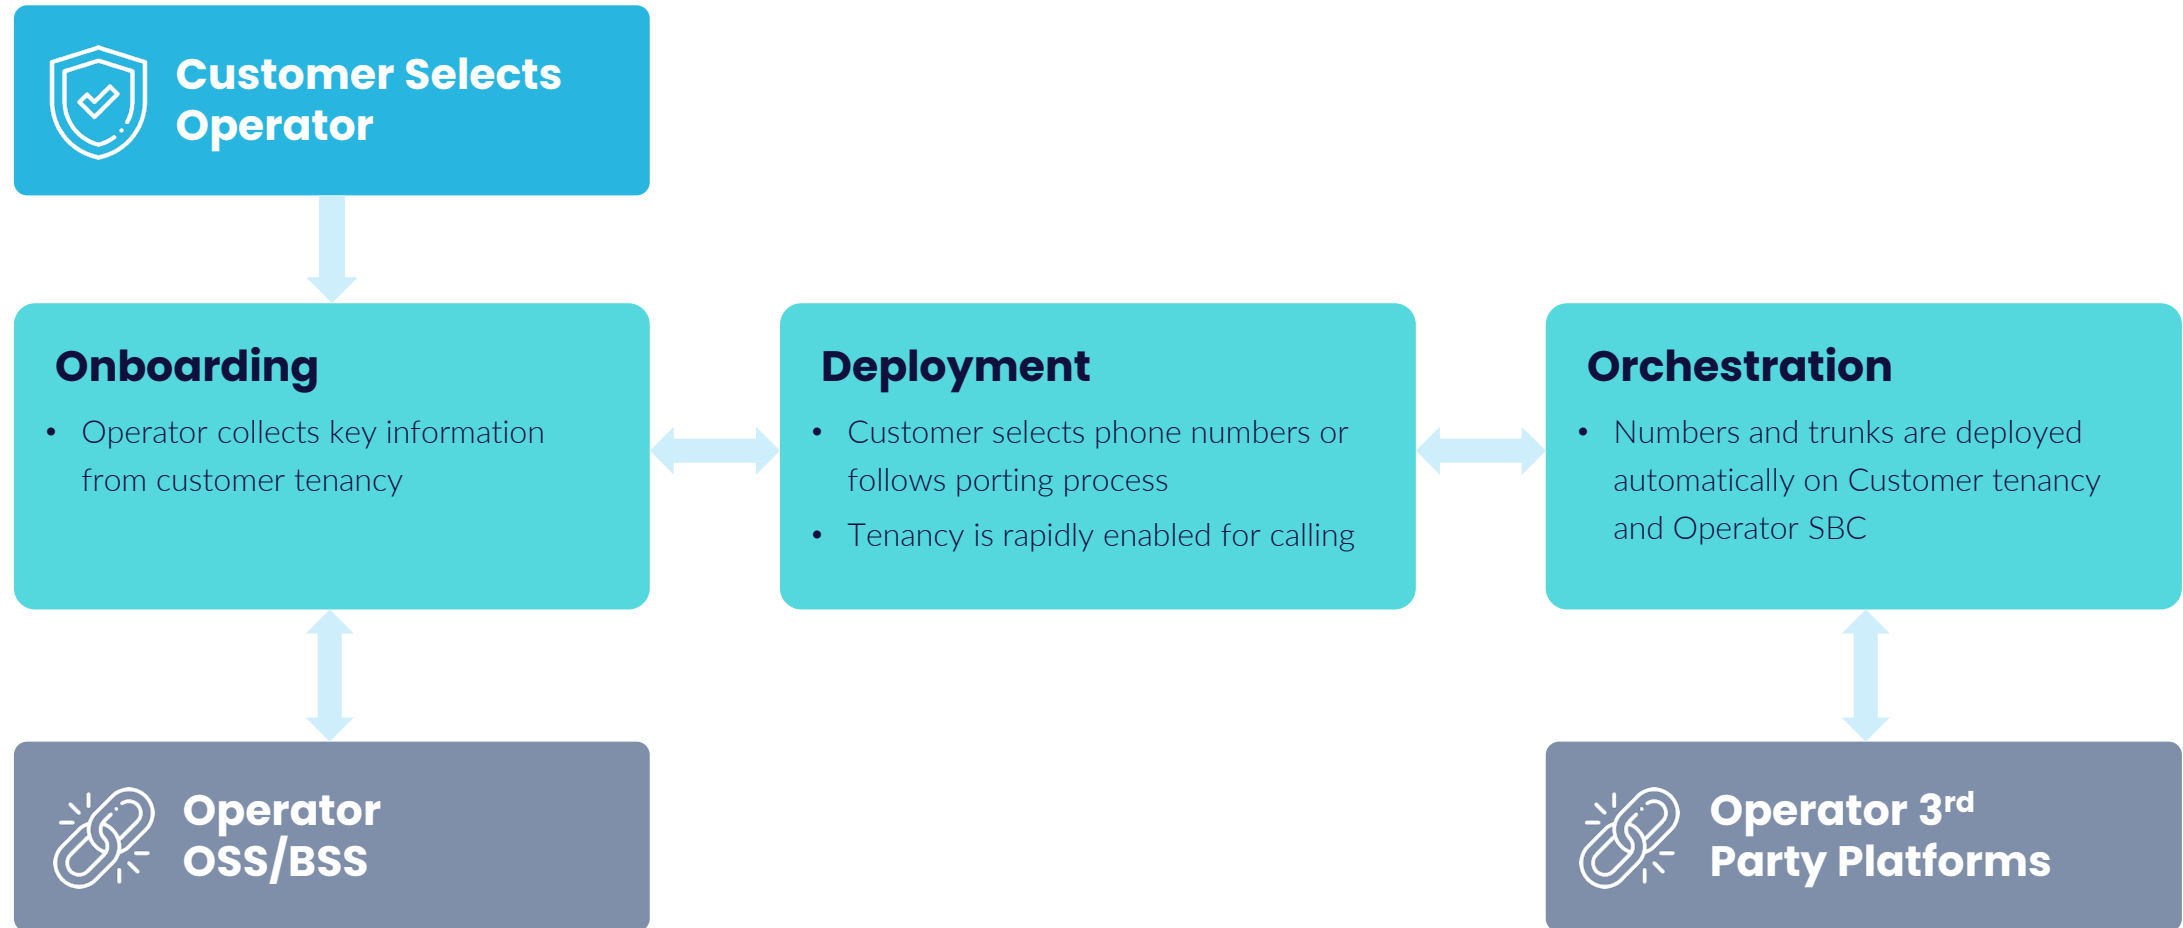 Customer Selects
Operator
Onboarding
• Operator collects key information
from customer tenancy
Deployment
• Customer selects phone numbers or
follows porting process
• Tenancy is rapidly enabled for calling
Orchestration
• Numbers and trunks are deployed
automatically on Customer tenancy
and Operator SBC
Operator
OSS/BSS
Operator 3rd
Party Platforms